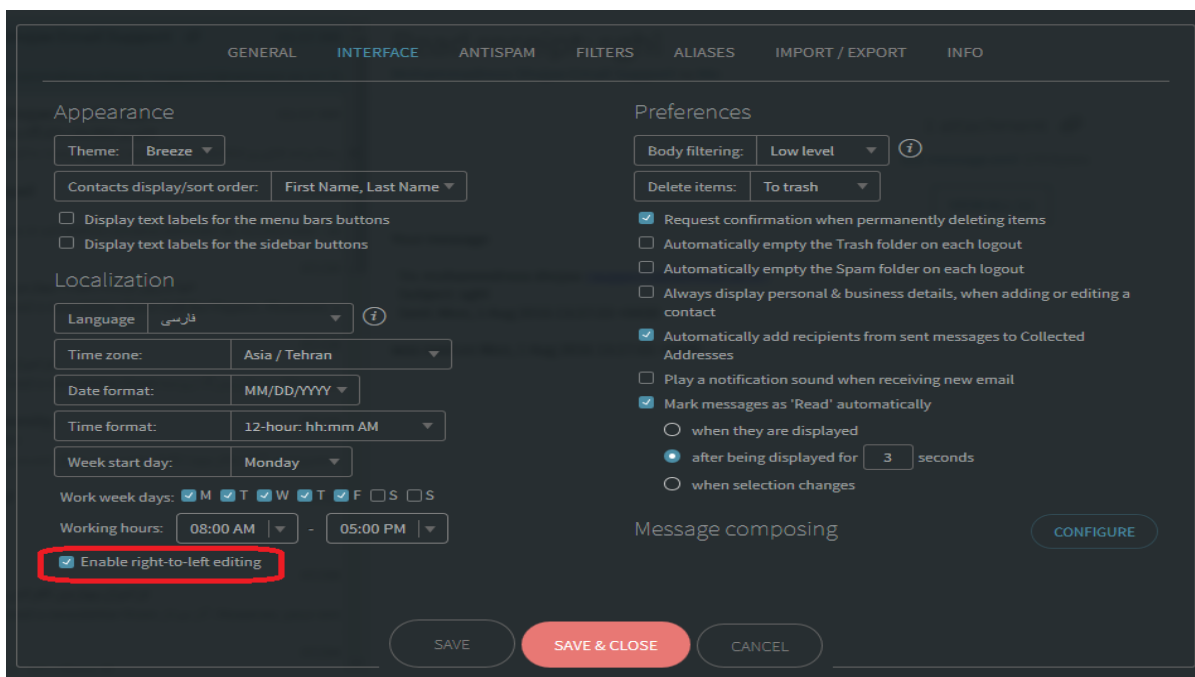 GENERAL INTERFACE ANTISPAM FILTERS ALIASES IMPORT / EXPORT INFO
Appearance
Theme: Breeze
Contacts display/sort order: First Name, Last Name
Display text labels for the menu bars buttons
Display text labels for the sidebar buttons
Localization
Language فارسی
Time zone: Asia / Tehran
Date format: MM/DD/YYYY
Time format: 12-hour: hh:mm AM
Week start day: Monday
Work week days: M T W T F S S
Working hours: 08:00 AM - 05:00 PM
Enable right-to-left editing
Preferences
Body filtering: Low level
Delete items: To trash
Request confirmation when permanently deleting items
Automatically empty the Trash folder on each logout
Automatically empty the Spam folder on each logout
Always display personal & business details, when adding or editing a
contact
Automatically add recipients from sent messages to Collected
Addresses
Play a notification sound when receiving new email
Mark messages as 'Read' automatically
when they are displayed
after being displayed for 3 seconds
when selection changes
Message composing CONFIGURE
SAVE SAVE & CLOSE CANCEL